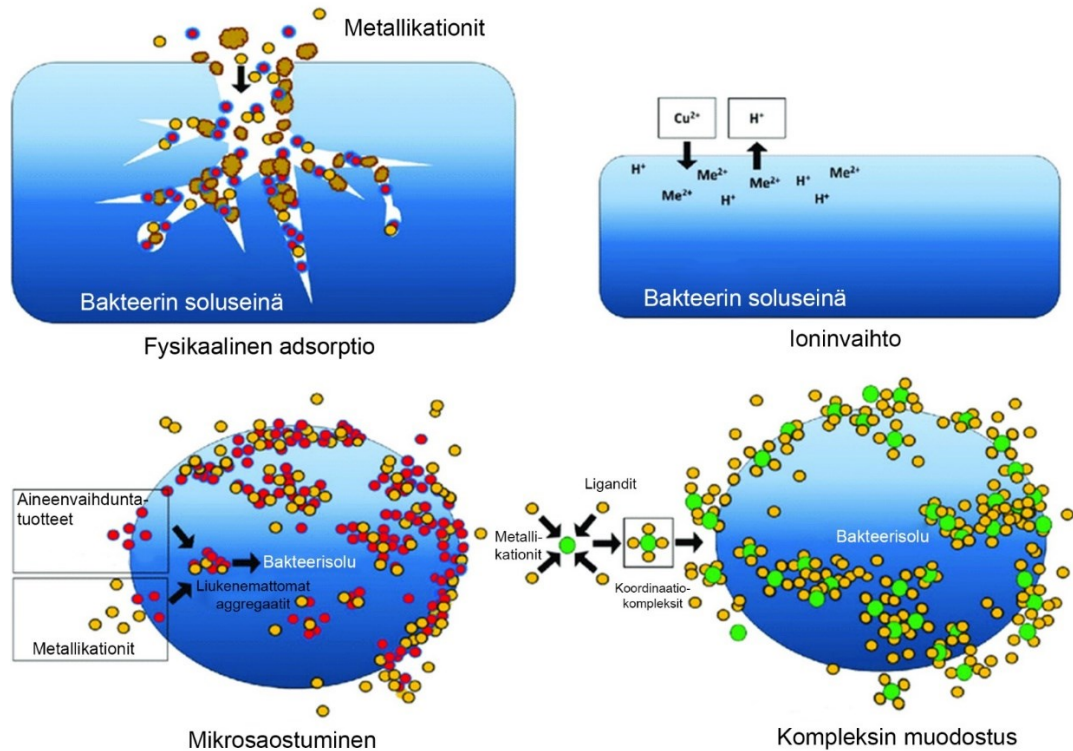 Metallikationit
Bakteerin soluseinä
Fysikaalinen adsorptio
Cu²⁺
H⁺
H⁺
Me²⁺
Me²⁺
H⁺
Me²⁺
Me²⁺
H⁺
H⁺
Bakteerin soluseinä
Ioninvaihto
Aineenvaihdunta-
tuotteet
Bakteerisolu
Liukenemattomat
aggregaatit
Metallikationit
Mikrosaostuminen
Ligandit
Metalli-
kationit
Koordinaatio-
kompleksit
Bakteerisolu
Kompleksin muodostus